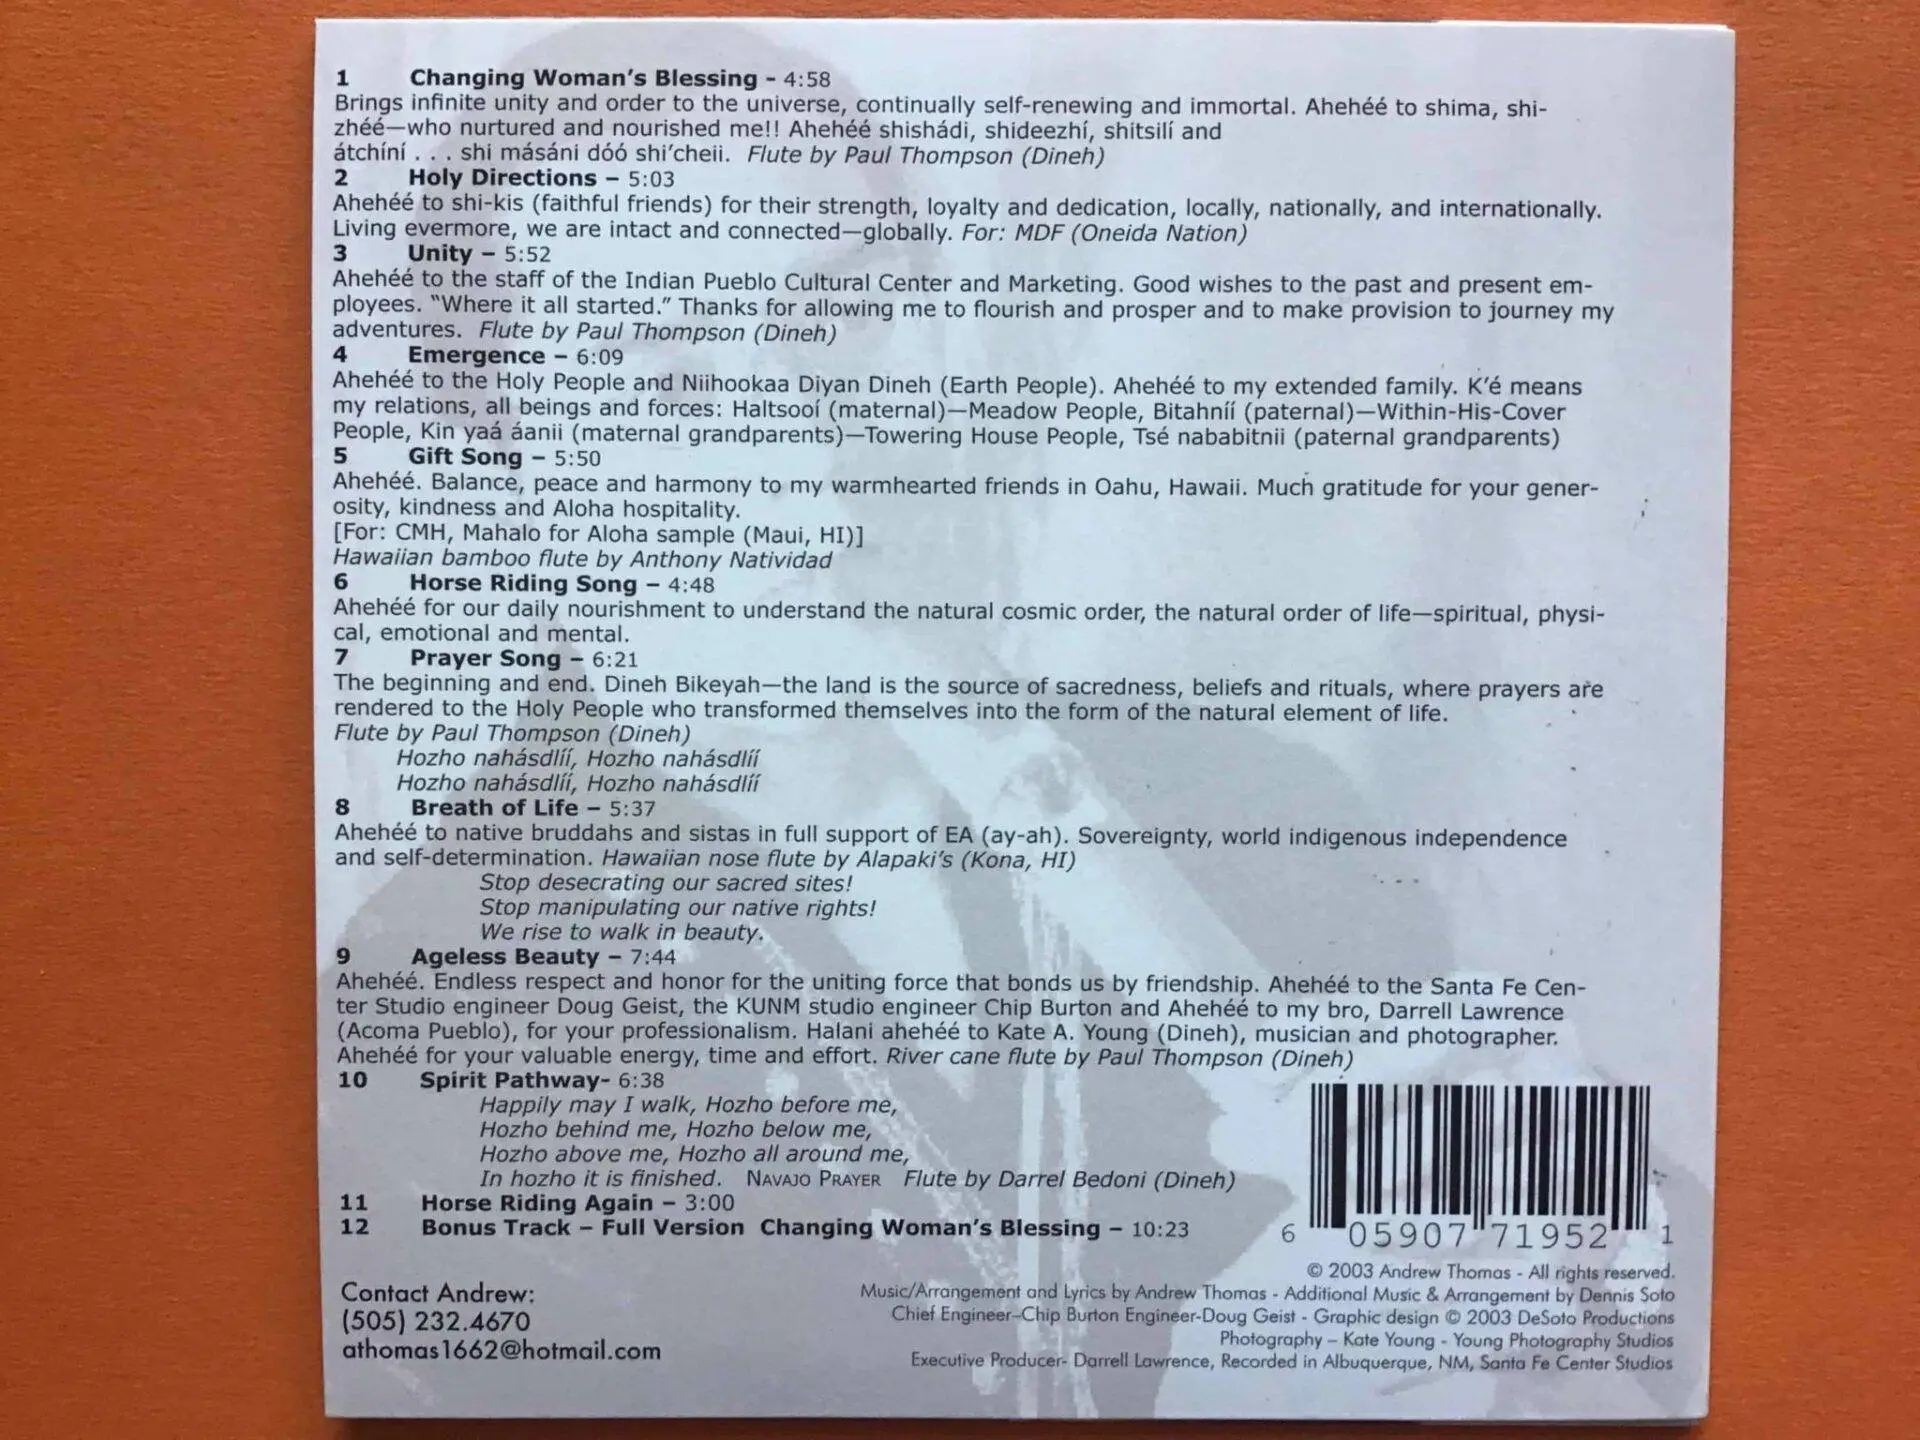 1 Changing Woman's Blessing - 4:58
Brings infinite unity and order to the universe, continually self-renewing and immortal. Ahehéé to shima, shi-
zhéé—who nurtured and nourished me!! Ahehéé shishádi, shideezhí, shitsilí and
átchíní . . . shi másáni dóó shi'cheii. Flute by Paul Thompson (Dineh)
2 Holy Directions – 5:03
Ahehéé to shi-kis (faithful friends) for their strength, loyalty and dedication, locally, nationally, and internationally.
Living evermore, we are intact and connected—globally. For: MDF (Oneida Nation)
3 Unity – 5:52
Ahehéé to the staff of the Indian Pueblo Cultural Center and Marketing. Good wishes to the past and present em-
ployees. "Where it all started." Thanks for allowing me to flourish and prosper and to make provision to journey my
adventures. Flute by Paul Thompson (Dineh)
4 Emergence – 6:09
Ahehéé to the Holy People and Niihookaa Diyan Dineh (Earth People). Ahehéé to my extended family. K'é means
my relations, all beings and forces: Haltsooí (maternal)—Meadow People, Bitahníí (paternal)—Within-His-Cover
People, Kin yaá áanii (maternal grandparents)—Towering House People, Tsé nababitnii (paternal grandparents)
5 Gift Song – 5:50
Ahehéé. Balance, peace and harmony to my warmhearted friends in Oahu, Hawaii. Much gratitude for your gener-
osity, kindness and Aloha hospitality.
[For: CMH, Mahalo for Aloha sample (Maui, HI)]
Hawaiian bamboo flute by Anthony Natividad
6 Horse Riding Song – 4:48
Ahehéé for our daily nourishment to understand the natural cosmic order, the natural order of life—spiritual, physi-
cal, emotional and mental.
7 Prayer Song – 6:21
The beginning and end. Dineh Bikeyah—the land is the source of sacredness, beliefs and rituals, where prayers are
rendered to the Holy People who transformed themselves into the form of the natural element of life.
Flute by Paul Thompson (Dineh)
Hozho nahásdlíí, Hozho nahásdlíí
Hozho nahásdlíí, Hozho nahásdlíí
8 Breath of Life – 5:37
Ahehéé to native bruddahs and sistas in full support of EA (ay-ah). Sovereignty, world indigenous independence
and self-determination. Hawaiian nose flute by Alapaki's (Kona, HI)
Stop desecrating our sacred sites!
Stop manipulating our native rights!
We rise to walk in beauty.
9 Ageless Beauty – 7:44
Ahehéé. Endless respect and honor for the uniting force that bonds us by friendship. Ahehéé to the Santa Fe Cen-
ter Studio engineer Doug Geist, the KUNM studio engineer Chip Burton and Ahehéé to my bro, Darrell Lawrence
(Acoma Pueblo), for your professionalism. Halani ahehéé to Kate A. Young (Dineh), musician and photographer.
Ahehéé for your valuable energy, time and effort. River cane flute by Paul Thompson (Dineh)
10 Spirit Pathway- 6:38
Happily may I walk, Hozho before me,
Hozho behind me, Hozho below me,
Hozho above me, Hozho all around me,
In hozho it is finished. NAVAJO PRAYER Flute by Darrel Bedoni (Dineh)
11 Horse Riding Again – 3:00
12 Bonus Track – Full Version Changing Woman's Blessing – 10:23
6 05907 71952 1
Contact Andrew:
(505) 232.4670
athomas1662@hotmail.com
© 2003 Andrew Thomas - All rights reserved.
Music/Arrangement and Lyrics by Andrew Thomas - Additional Music & Arrangement by Dennis Soto
Chief Engineer–Chip Burton Engineer-Doug Geist - Graphic design © 2003 DeSoto Productions
Photography – Kate Young - Young Photography Studios
Executive Producer- Darrell Lawrence, Recorded in Albuquerque, NM, Santa Fe Center Studios